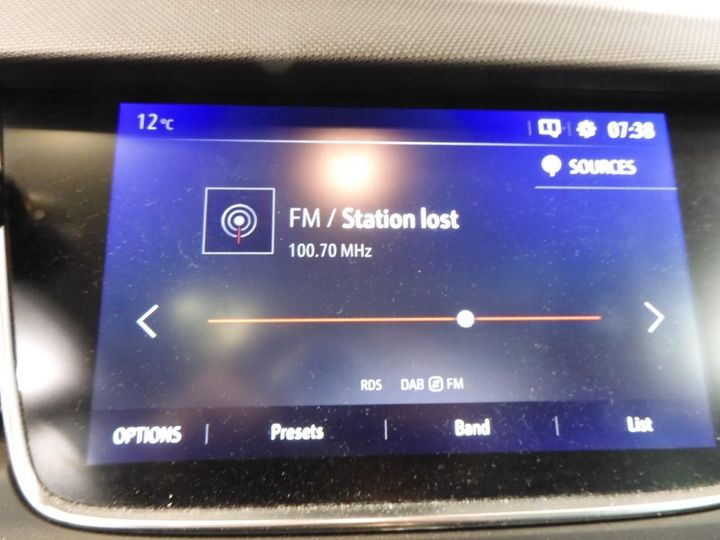 12 °C 07:38
SOURCES
FM / Station lost
100.70 MHz
RDS DAB FM
OPTIONS Presets Band List